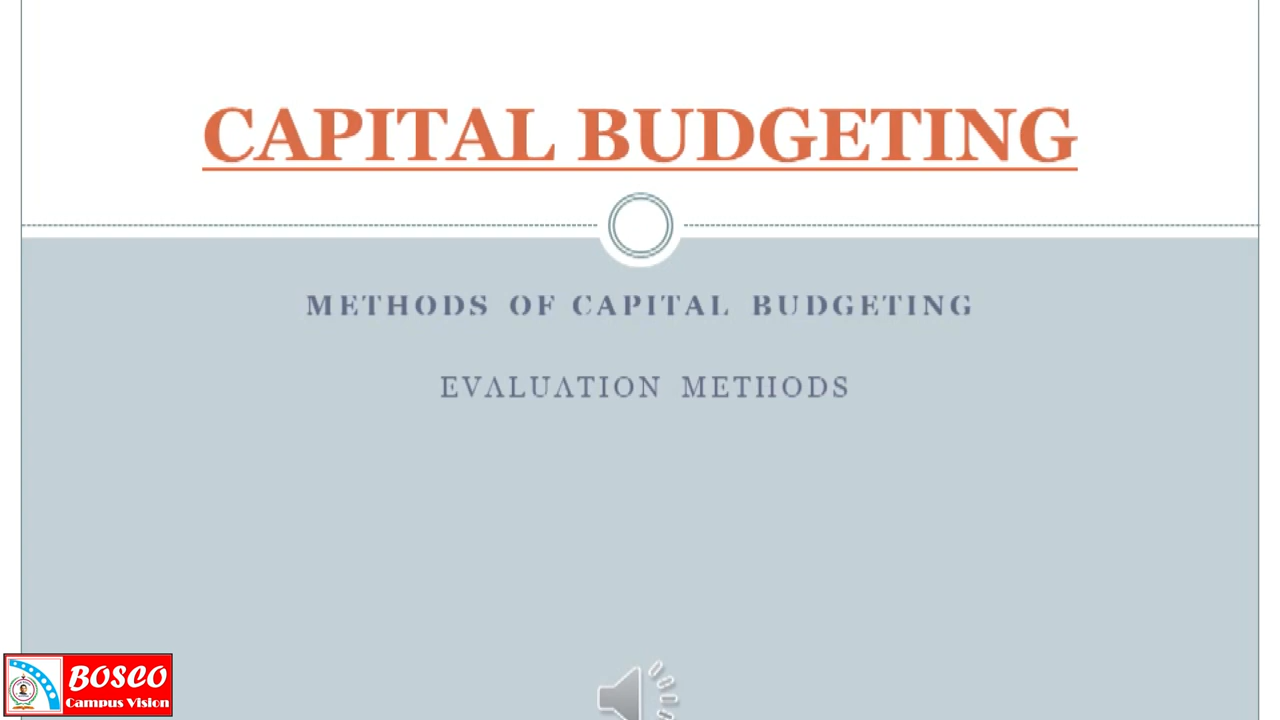 CAPITAL BUDGETING
METHODS OF CAPITAL BUDGETING
EVALUATION METHODS
BOSCO
Campus Vision